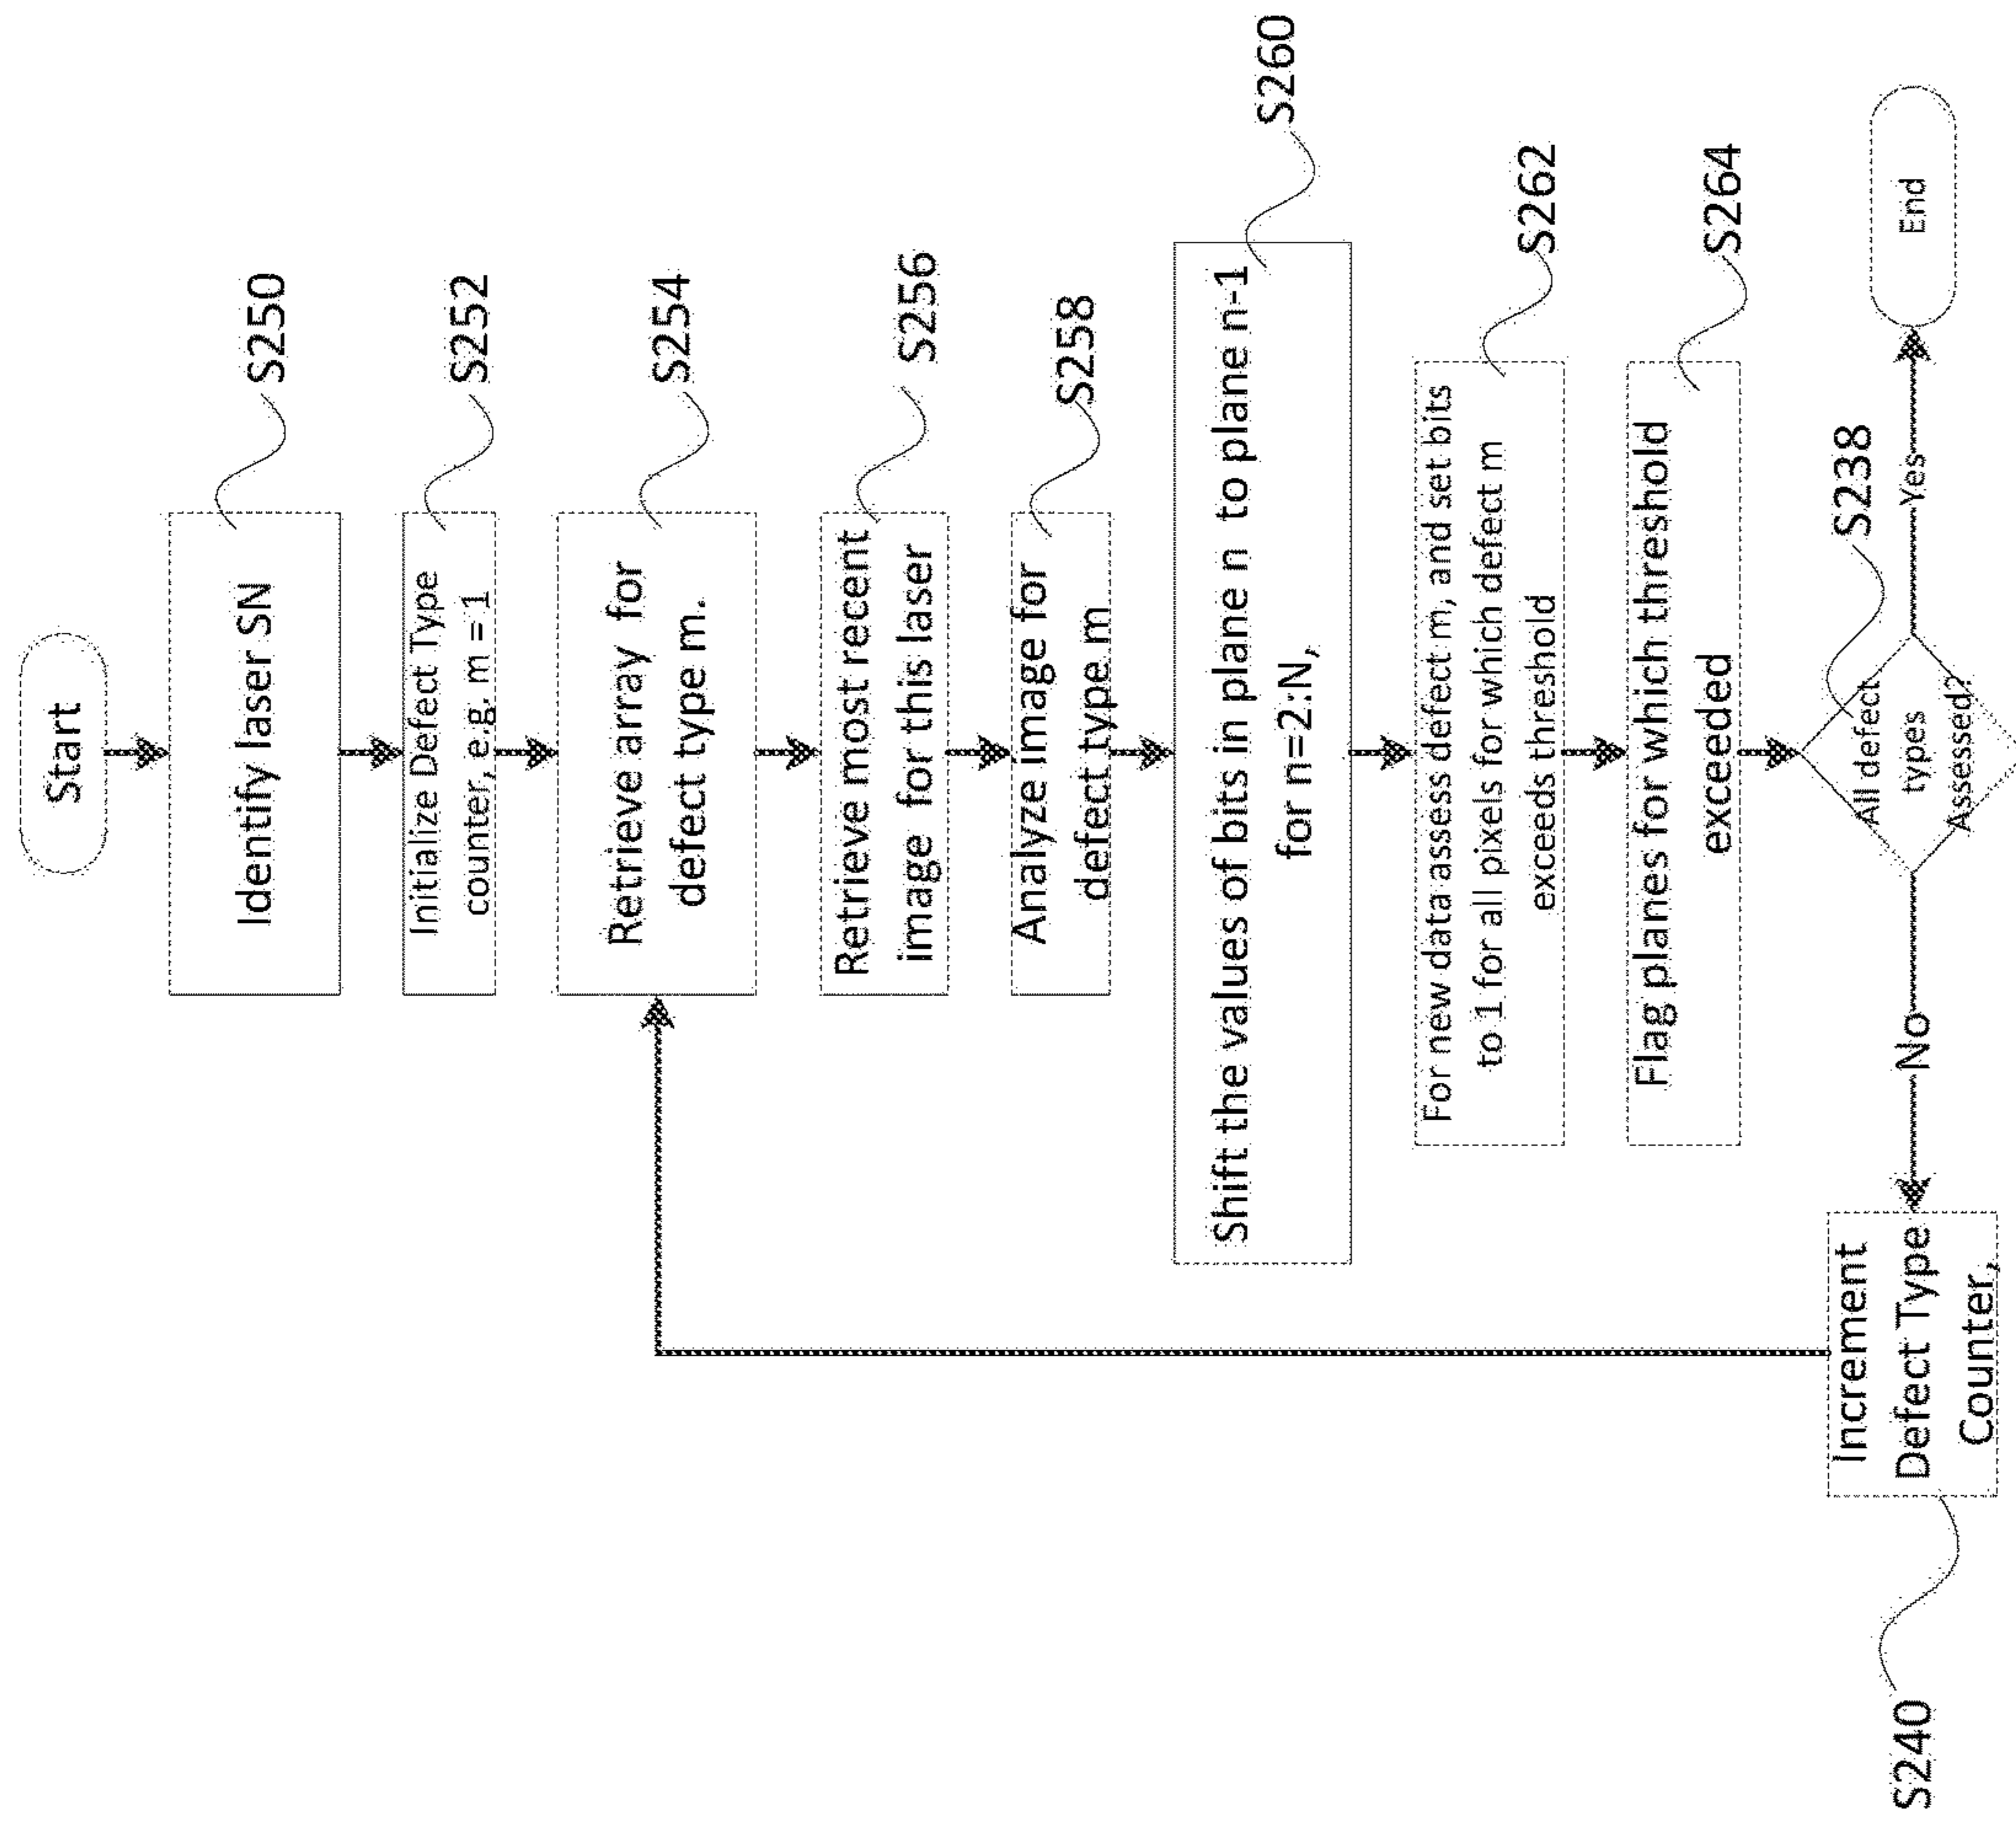 Start
Identify laser SN
S250
Initialize Defect Type
counter, e.g. m = 1
S252
Retrieve array for
defect type m.
S254
Retrieve most recent
image for this laser
S256
Analyze image for
defect type m
S258
Shift the values of bits in plane n to plane n-1
for n=2:N,
S260
For new data assess defect m, and set bits
to 1 for all pixels for which defect m
exceeds threshold
S262
Flag planes for which threshold
exceeded
S264
All defect
types
Assessed?
S238
Yes
End
No
Increment
Defect Type
Counter,
S240